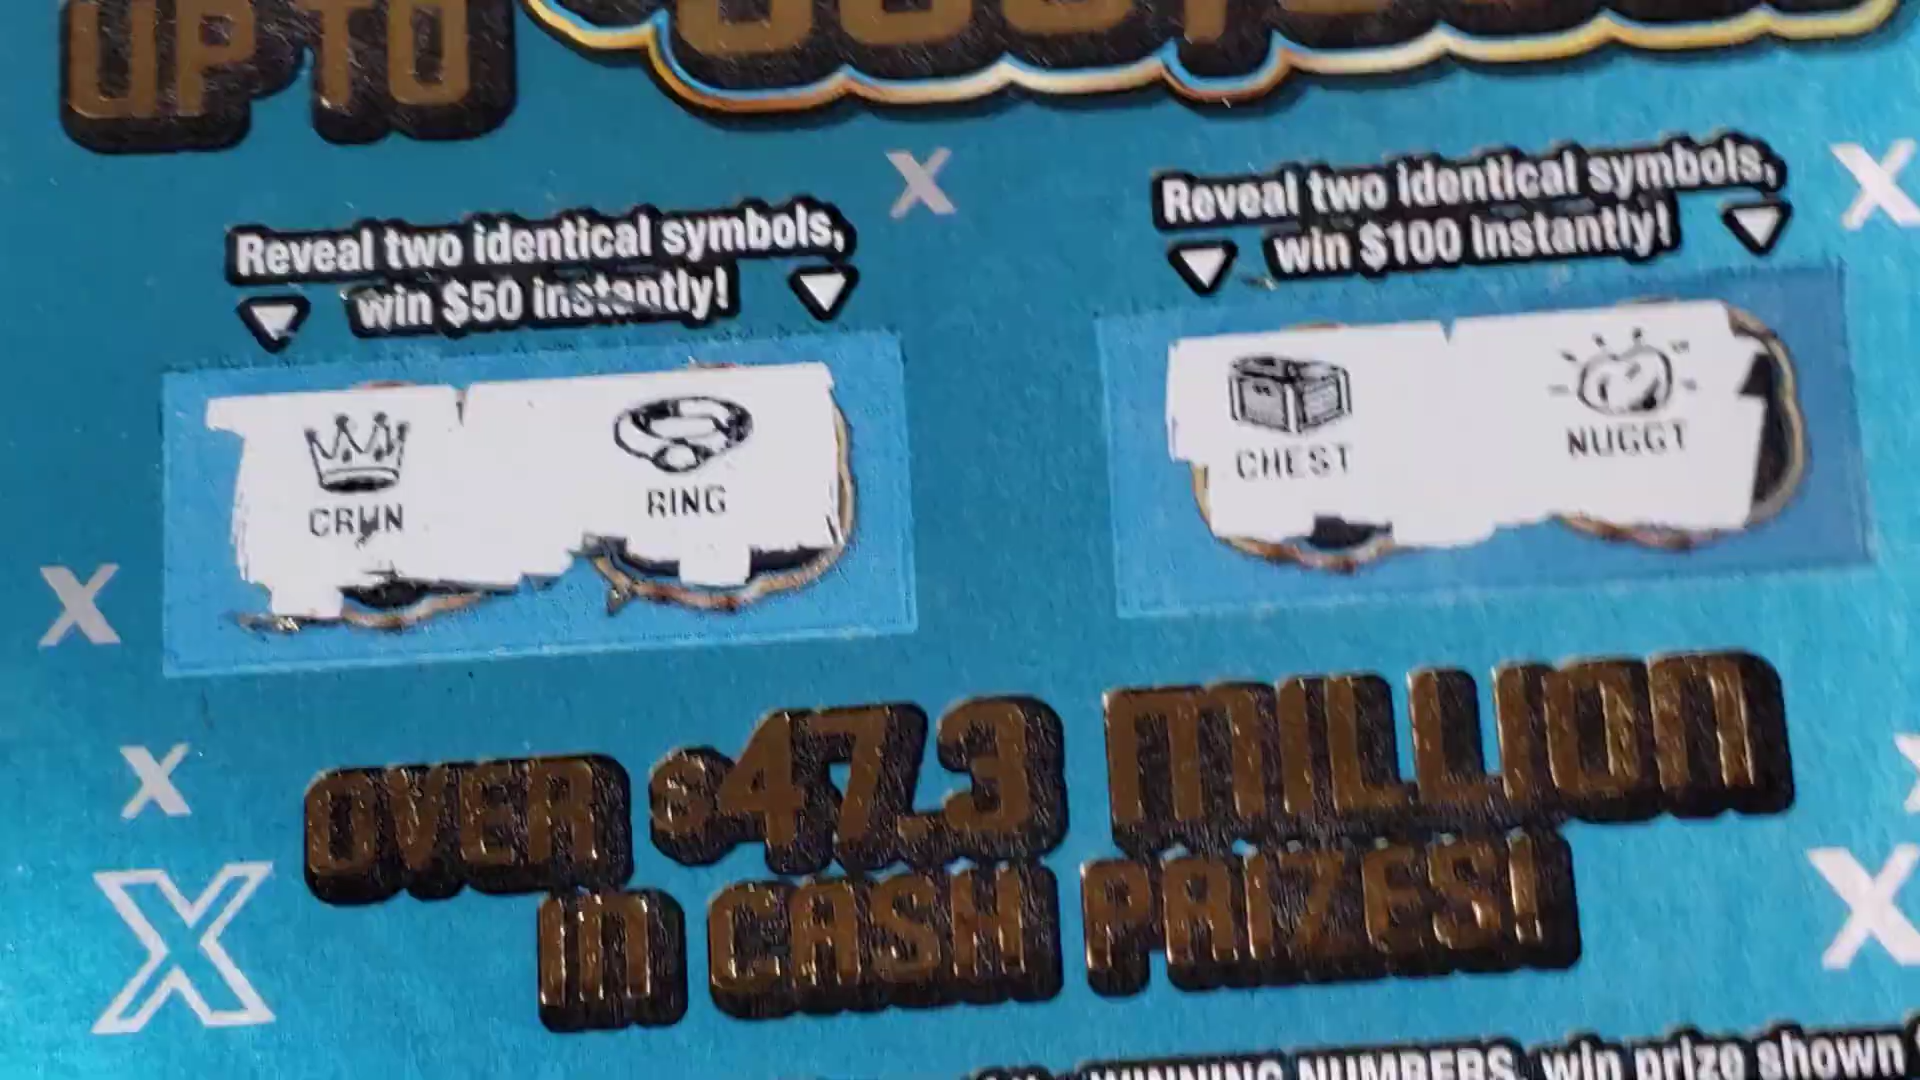 UP TO
Reveal two identical symbols,
win $50 instantly!
Reveal two identical symbols,
win $100 instantly!
CRWN
RING
CHEST
NUGGT
OVER $47.3 MILLION
IN CASH PRIZES!
WINNING NUMBERS, win prize shown